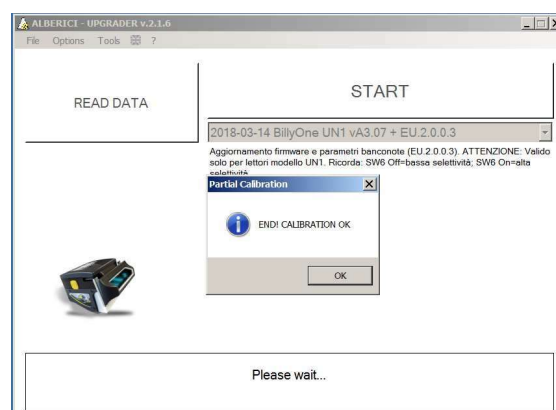 ALBERICI - UPGRADER v.2.1.6
File Options Tools ?
READ DATA
START
2018-03-14 BillyOne UN1 vA3.07 + EU.2.0.0.3
Aggiornamento firmware e parametri banconote (EU.2.0.0.3). ATTENZIONE: Valido
solo per lettori modello UN1. Ricorda: SW6 Off=bassa selettività; SW6 On=alta
selettività
Partial Calibration
END! CALIBRATION OK
OK
Please wait...